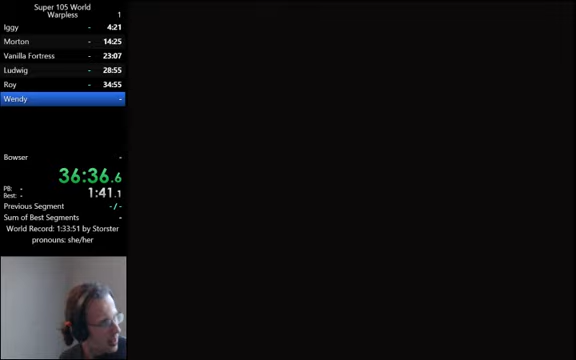 Super 105 World
Warpless 1
Iggy - 4:21
Morton - 14:25
Vanilla Fortress - 23:07
Ludwig - 28:55
Roy - 34:55
Wendy -
Bowser -
36:36.6
PB: -
Best: - 1:41.1
Previous Segment - / -
Sum of Best Segments -
World Record: 1:33:51 by Storster
pronouns: she/her